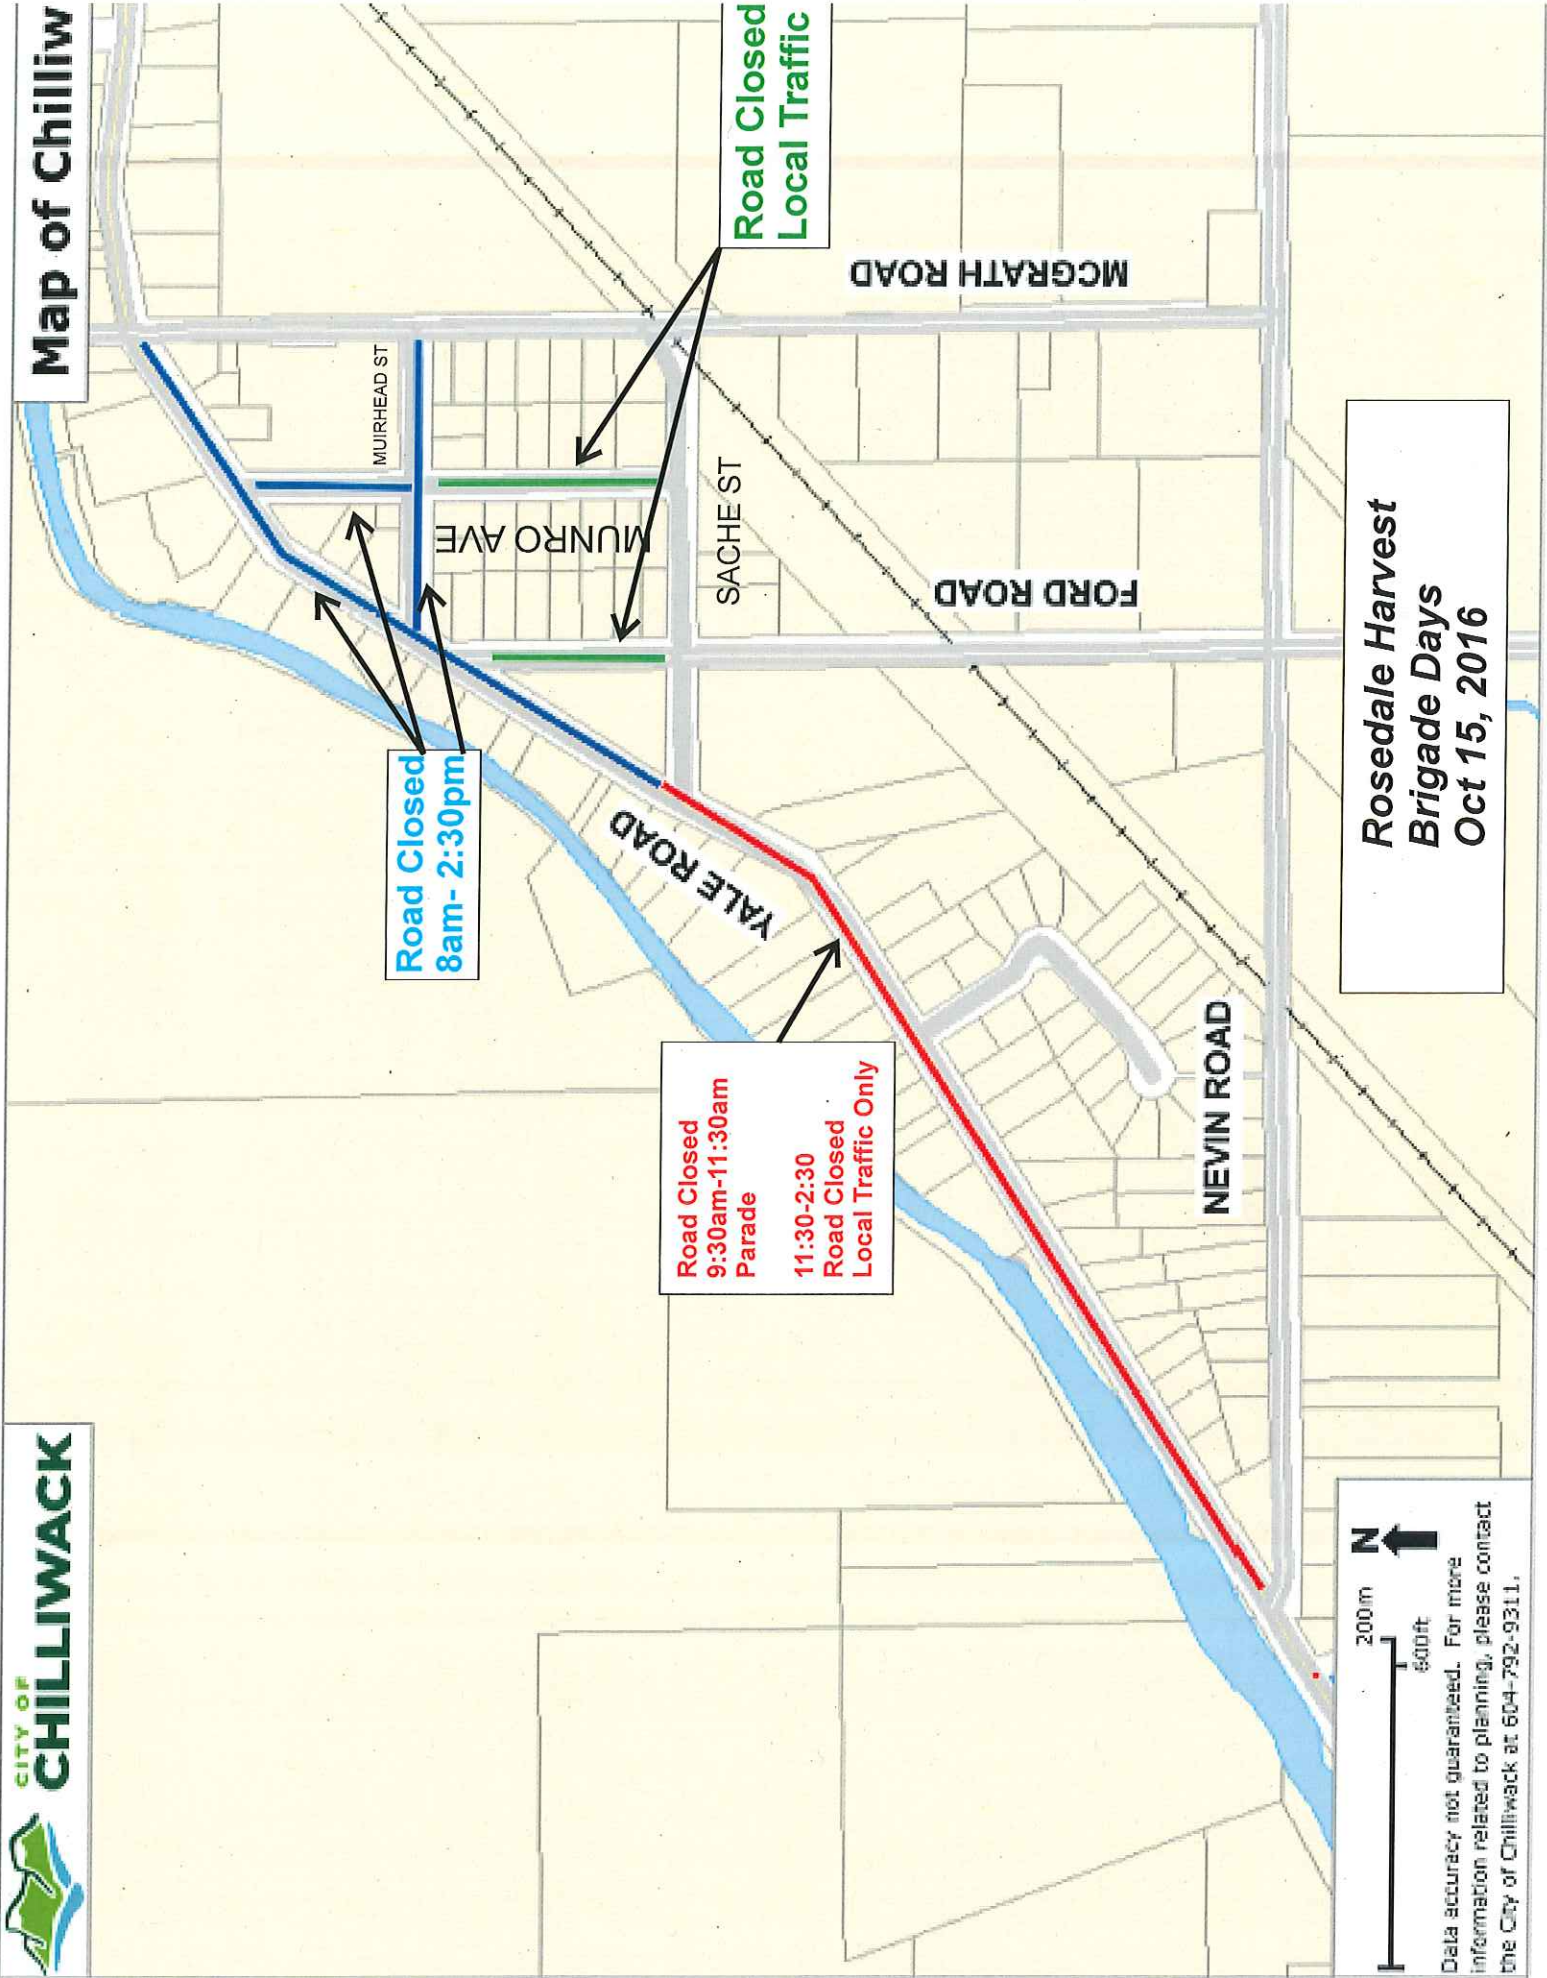 CITY OF
CHILLIWACK
Map of Chilliw
Road Closed
8am- 2:30pm
MUIRHEAD ST
MUNRO AVE
Road Closed
Local Traffic
SACHE ST
MCGRATH ROAD
YALE ROAD
FORD ROAD
Road Closed
9:30am-11:30am
Parade
11:30-2:30
Road Closed
Local Traffic Only
NEVIN ROAD
Rosedale Harvest
Brigade Days
Oct 15, 2016
200m
600ft
N
Data accuracy not guaranteed. For more
information related to planning, please contact
the City of Chilliwack at 604-792-9311.